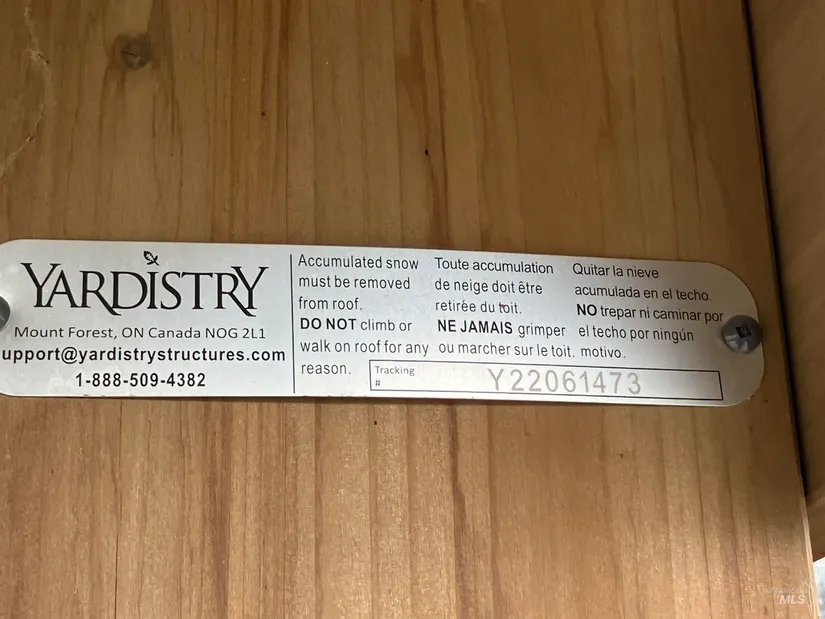 YARDISTRY
Mount Forest, ON Canada NOG 2L1
upport@yardistrystructures.com
1-888-509-4382
Accumulated snow
must be removed
from roof.
DO NOT climb or
walk on roof for any
reason.
Toute accumulation
de neige doit être
retirée du toit.
NE JAMAIS grimper
ou marcher sur le toit.
Quitar la nieve
acumulada en el techo.
NO trepar ni caminar por
el techo por ningún
motivo.
Tracking
#
Y22061473
MLS